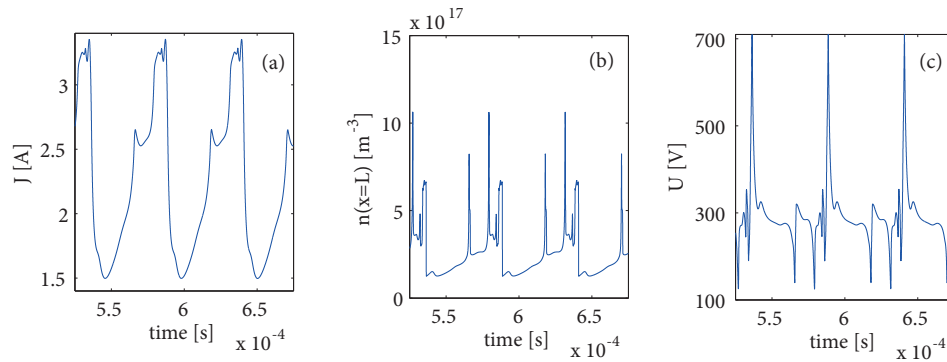 (a)
J [A]
3
2.5
2
1.5
5.5
6
6.5
time [s]
x 10⁻⁴
x 10¹⁷
(b)
n(x=L) [m⁻³]
15
10
5
0
5.5
6
6.5
time [s]
x 10⁻⁴
(c)
U [V]
700
500
300
100
5.5
6
6.5
time [s]
x 10⁻⁴